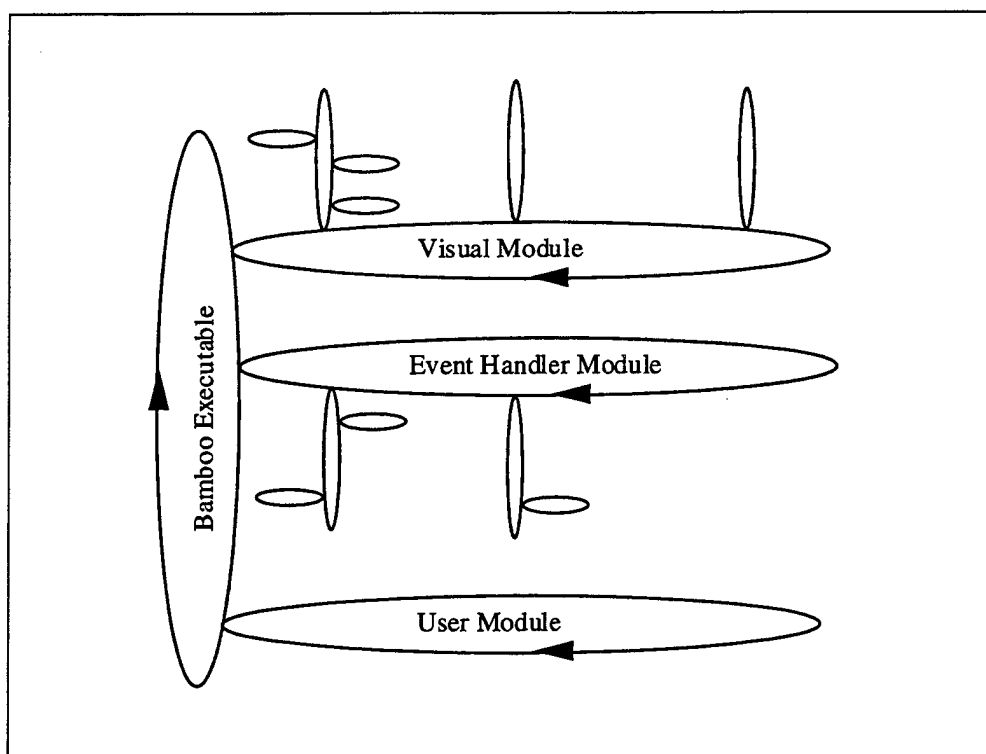 Visual Module
Event Handler Module
Bamboo Executable
User Module